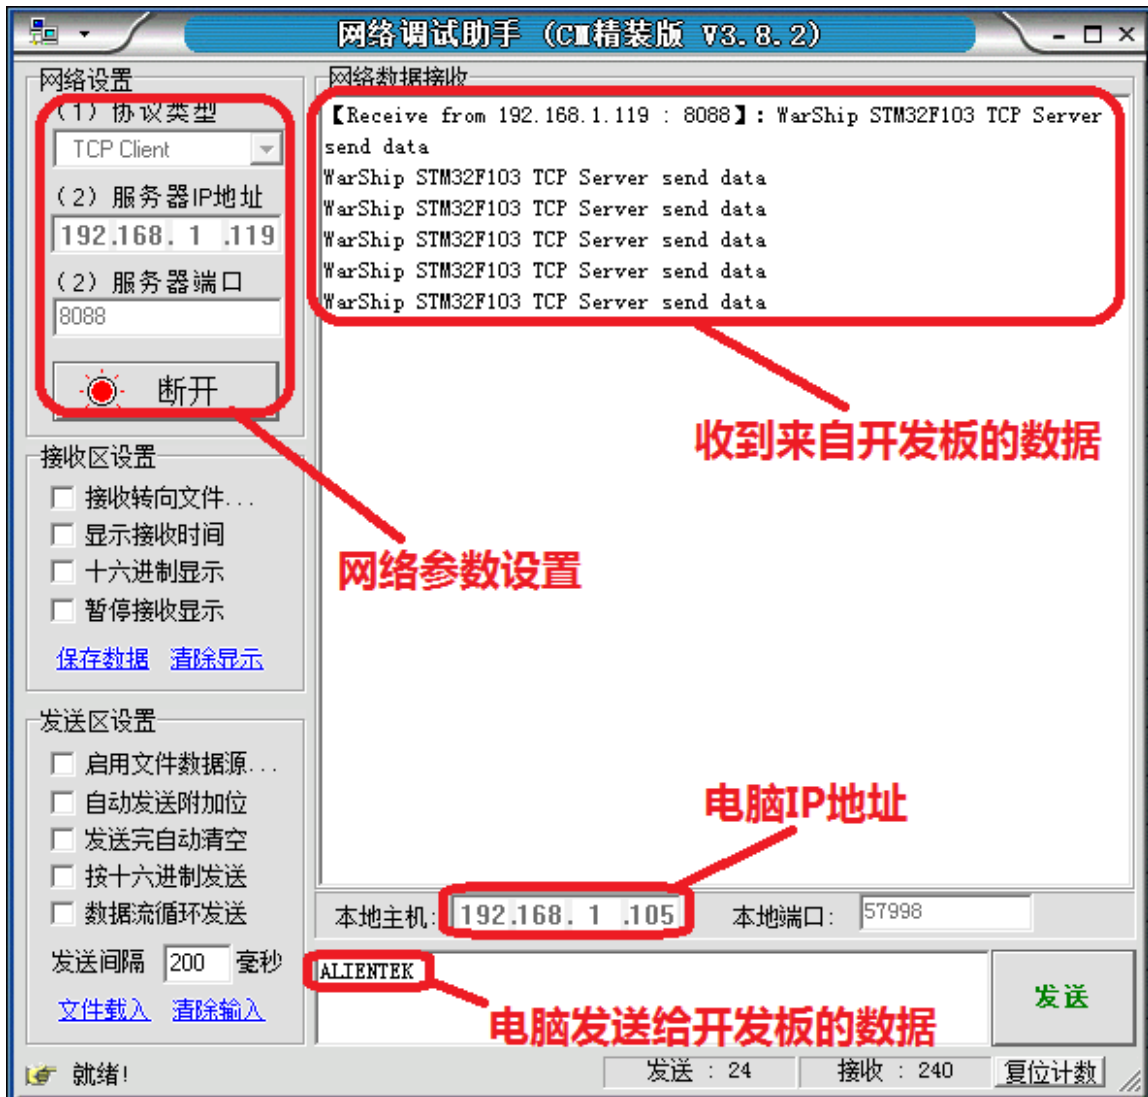 网络调试助手 (CM精装版 V3.8.2)
网络设置
(1) 协议类型
TCP Client
(2) 服务器IP地址
192.168. 1 .119
(2) 服务器端口
8088
断开
接收区设置
接收转向文件...
显示接收时间
十六进制显示
暂停接收显示
保存数据 清除显示
发送区设置
启用文件数据源...
自动发送附加位
发送完自动清空
按十六进制发送
数据流循环发送
发送间隔 200 毫秒
文件载入 清除输入
网络数据接收
【Receive from 192.168.1.119 : 8088】: WarShip STM32F103 TCP Server
send data
WarShip STM32F103 TCP Server send data
WarShip STM32F103 TCP Server send data
WarShip STM32F103 TCP Server send data
WarShip STM32F103 TCP Server send data
WarShip STM32F103 TCP Server send data
收到来自开发板的数据
网络参数设置
电脑IP地址
本地主机: 192.168. 1 .105 本地端口: 57998
ALIENTEK
发送
电脑发送给开发板的数据
就绪! 发送 : 24 接收 : 240 复位计数